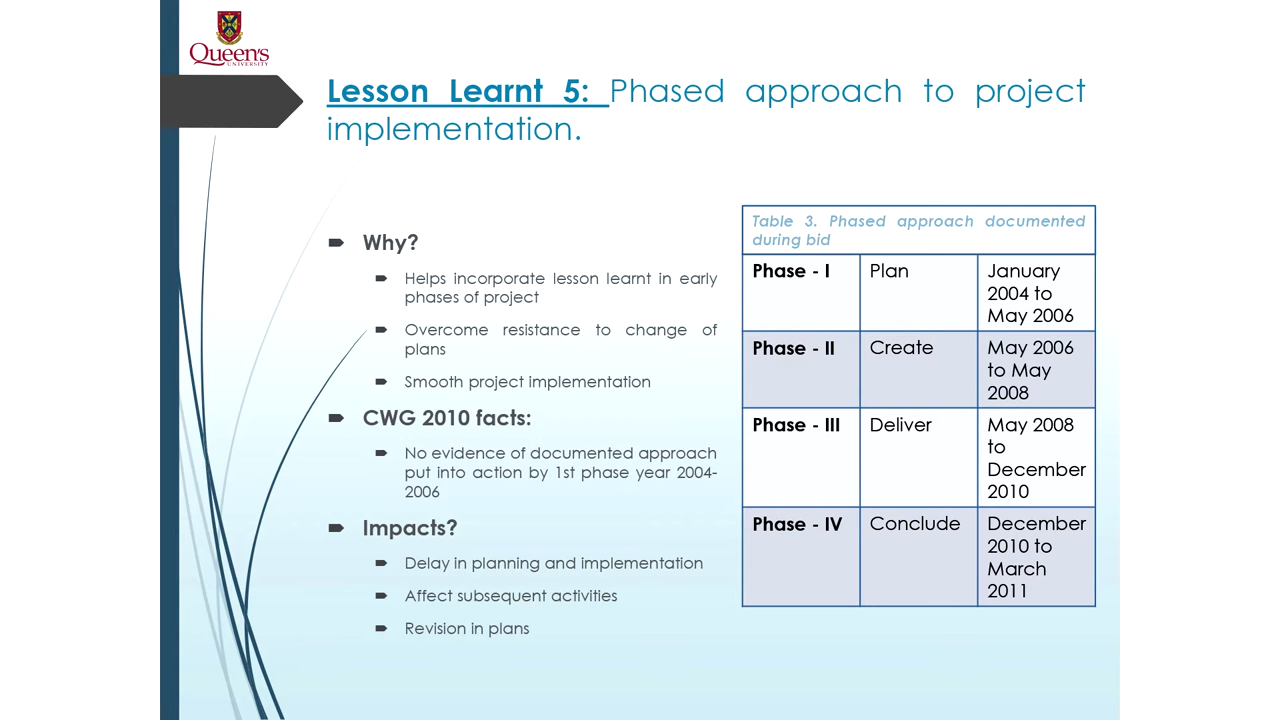 Queen's
UNIVERSITY
Lesson Learnt 5: Phased approach to project
implementation.
Why?
Helps incorporate lesson learnt in early
phases of project
Overcome resistance to change of
plans
Smooth project implementation
CWG 2010 facts:
No evidence of documented approach
put into action by 1st phase year 2004-
2006
Impacts?
Delay in planning and implementation
Affect subsequent activities
Revision in plans
Table 3. Phased approach documented
during bid
Phase - I Plan January
2004 to
May 2006
Phase - II Create May 2006
to May
2008
Phase - III Deliver May 2008
to
December
2010
Phase - IV Conclude December
2010 to
March
2011